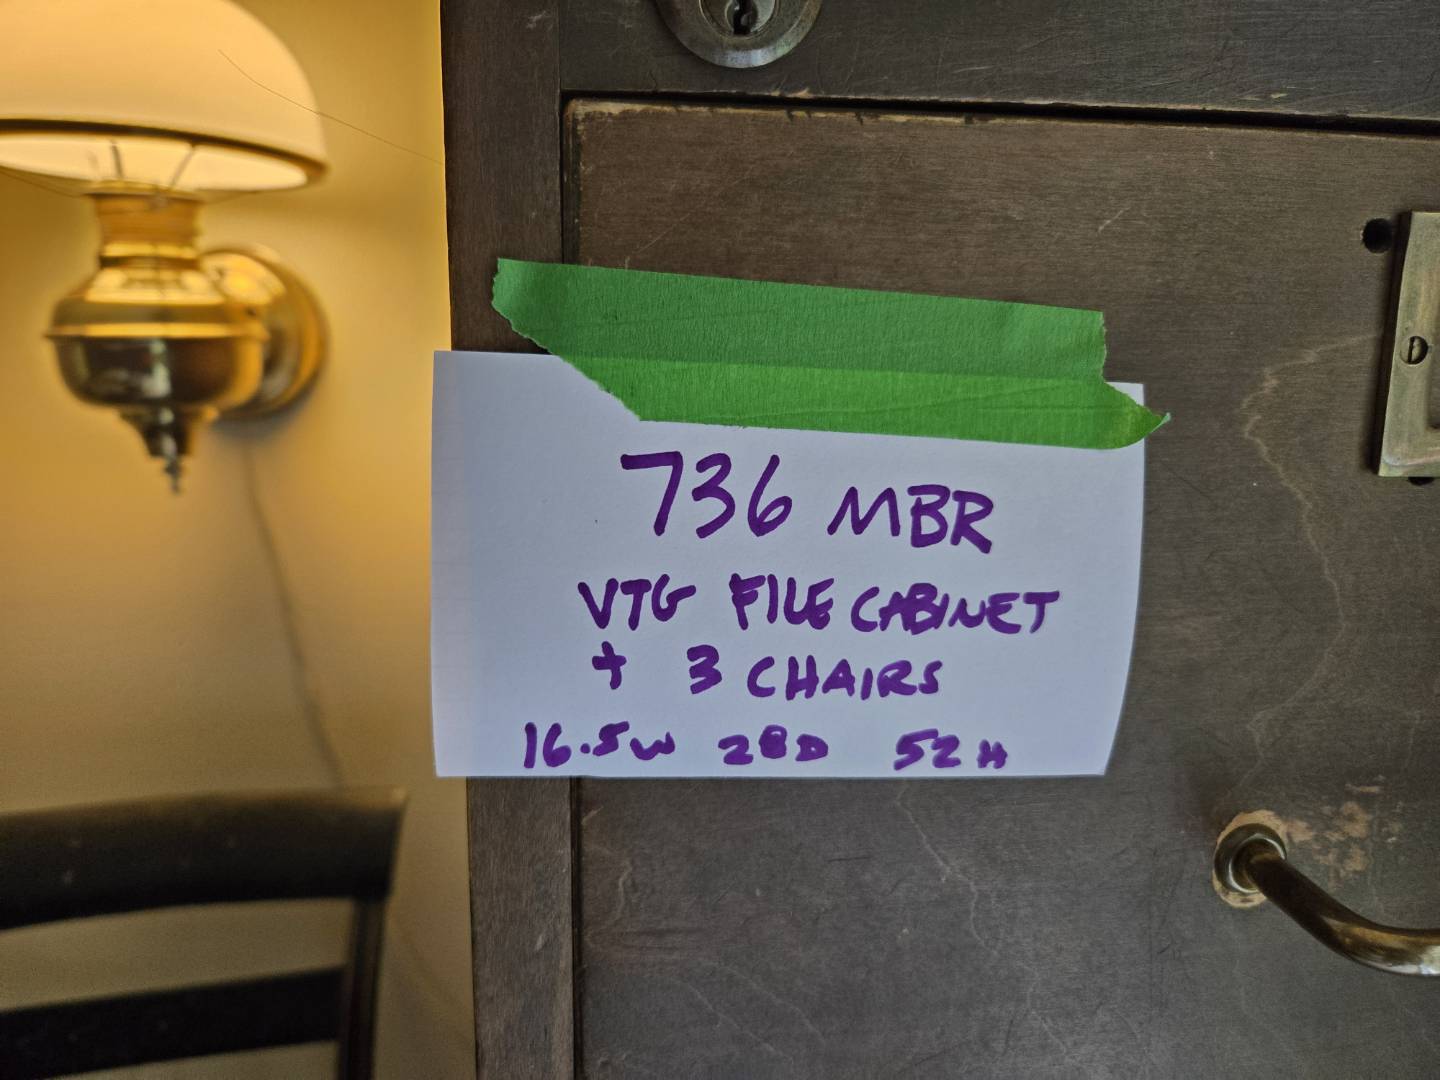 736 MBR
VTG FILE CABINET
+ 3 CHAIRS
16.5W 28D 52H